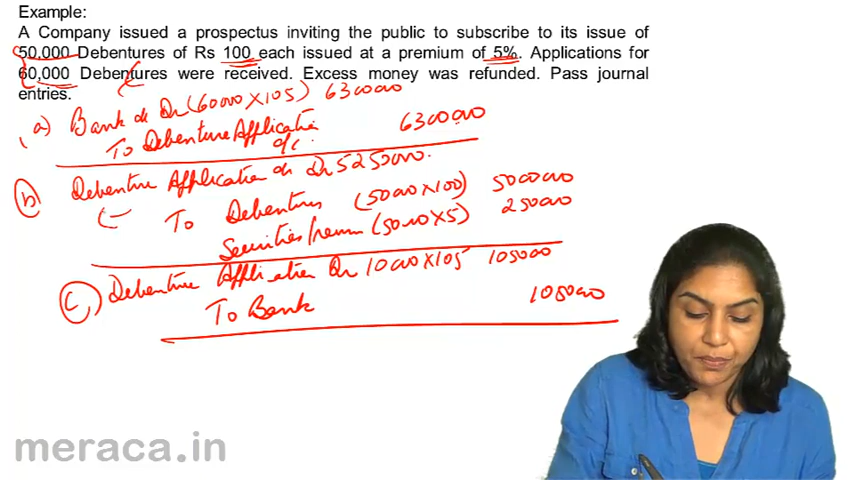 Example:
A Company issued a prospectus inviting the public to subscribe to its issue of
50,000 Debentures of Rs 100 each issued at a premium of 5%. Applications for
60,000 Debentures were received. Excess money was refunded. Pass journal
entries.
a) Bank a/c Dr (60000 X 105) 6300000
To Debenture Application a/c 6300000
b) Debenture Application a/c Dr 5250000.
To Debentures (50000 X 100) 5000000
Securities Premium (50000 X 5) 250000
c) Debenture Application Dr 10000 X 105 1050000
To Bank 1050000
meraca.in